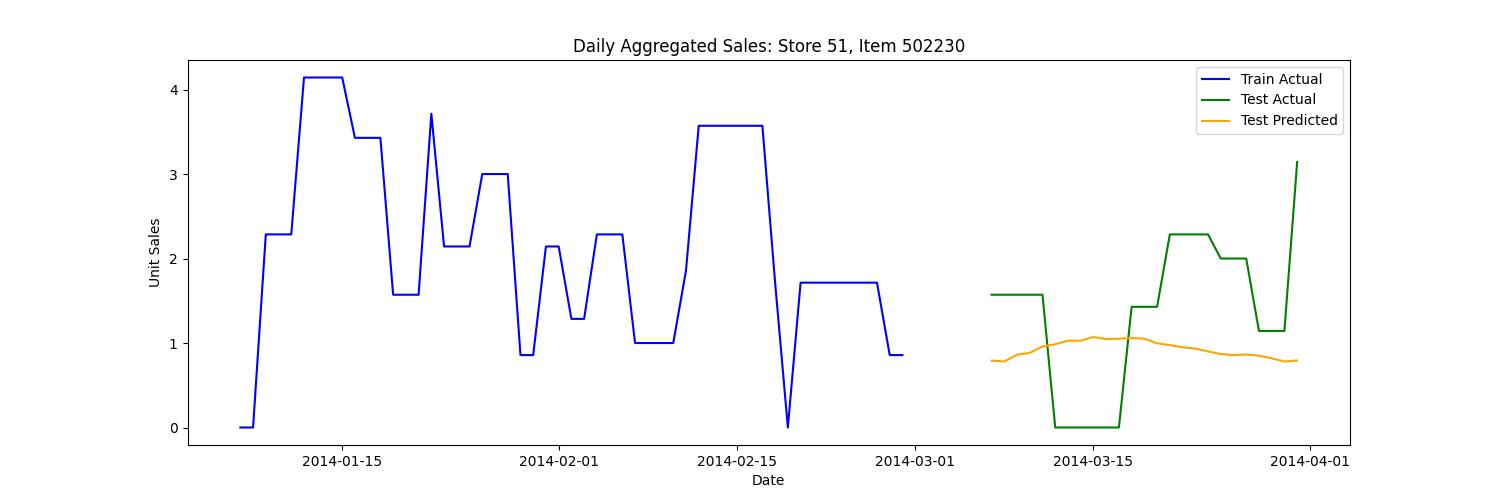 Daily Aggregated Sales: Store 51, Item 502230
Train Actual
Test Actual
Test Predicted
Unit Sales
4
3
2
1
0
2014-01-15 2014-02-01 2014-02-15 2014-03-01 2014-03-15 2014-04-01
Date